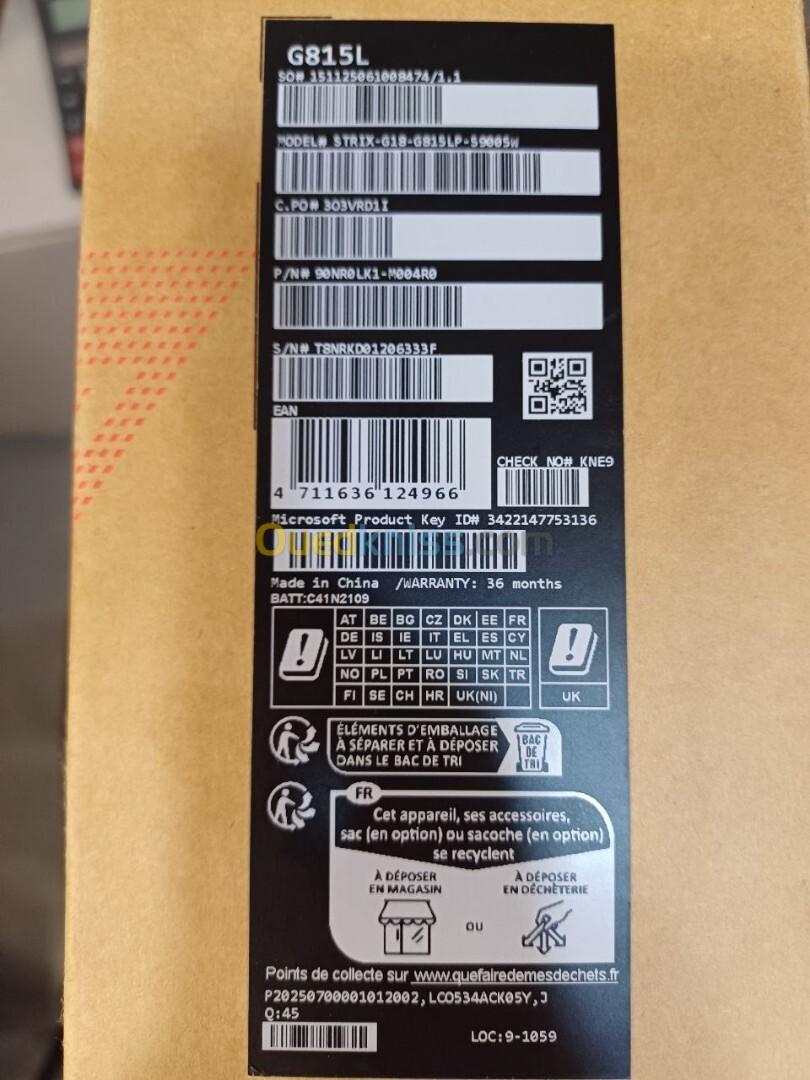 G815L
SO# 151125061008474/1.1
MODEL# STRIX-G18-G815LP-S9005W
C.PO# 3O3VRD1I
P/N# 90NR0LK1-M004R0
S/N# T8NRKD01206333F
EAN
4 711636 124966
CHECK NO# KNE9
Microsoft Product Key ID# 3422147753136
Ouedkniss.com
Made in China /WARRANTY: 36 months
BATT:C41N2109
AT BE BG CZ DK EE FR
DE IS IE IT EL ES CY
LV LI LT LU HU MT NL
NO PL PT RO SI SK TR
FI SE CH HR UK(NI)
UK
ÉLÉMENTS D'EMBALLAGE
À SÉPARER ET À DÉPOSER
DANS LE BAC DE TRI
BAC
DE
TRI
FR
Cet appareil, ses accessoires,
sac (en option) ou sacoche (en option)
se recyclent
À DÉPOSER
EN MAGASIN
OU
À DÉPOSER
EN DÉCHÈTERIE
Points de collecte sur www.quefairedemesdechets.fr
P20250700001012002,LCO534ACK05Y,J
Q:45
LOC:9-1059